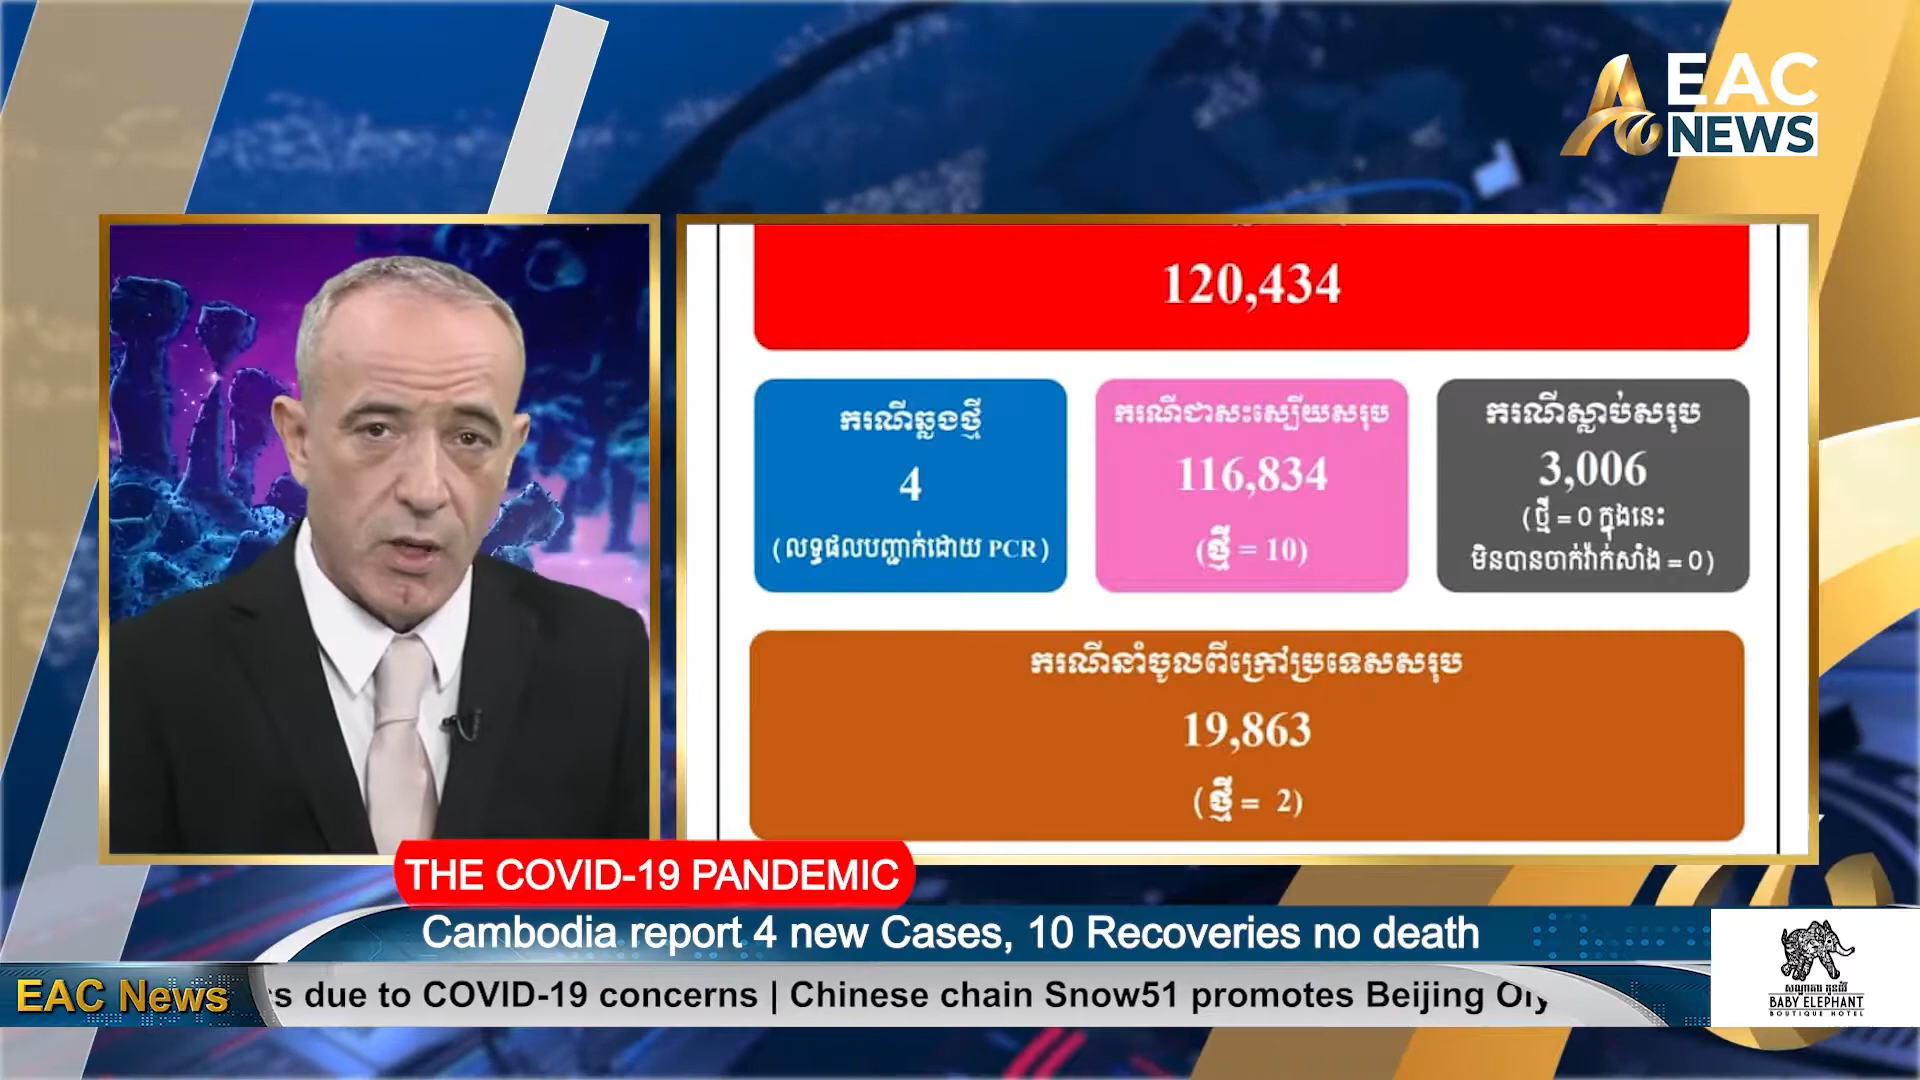 EAC
NEWS
120,434
ករណីឆ្លងថ្មី
4
(លទ្ធផលបញ្ជាក់ដោយ PCR)
ករណីជាសះស្បើយសរុប
116,834
(ថ្មី = 10)
ករណីស្លាប់សរុប
3,006
(ថ្មី = 0 ក្នុងនេះ
មិនបានចាក់វ៉ាក់សាំង = 0)
ករណីនាំចូលពីក្រៅប្រទេសសរុប
19,863
(ថ្មី = 2)
THE COVID-19 PANDEMIC
Cambodia report 4 new Cases, 10 Recoveries no death
EAC News
s due to COVID-19 concerns | Chinese chain Snow51 promotes Beijing Oly
BABY ELEPHANT
BOUTIQUE HOTEL